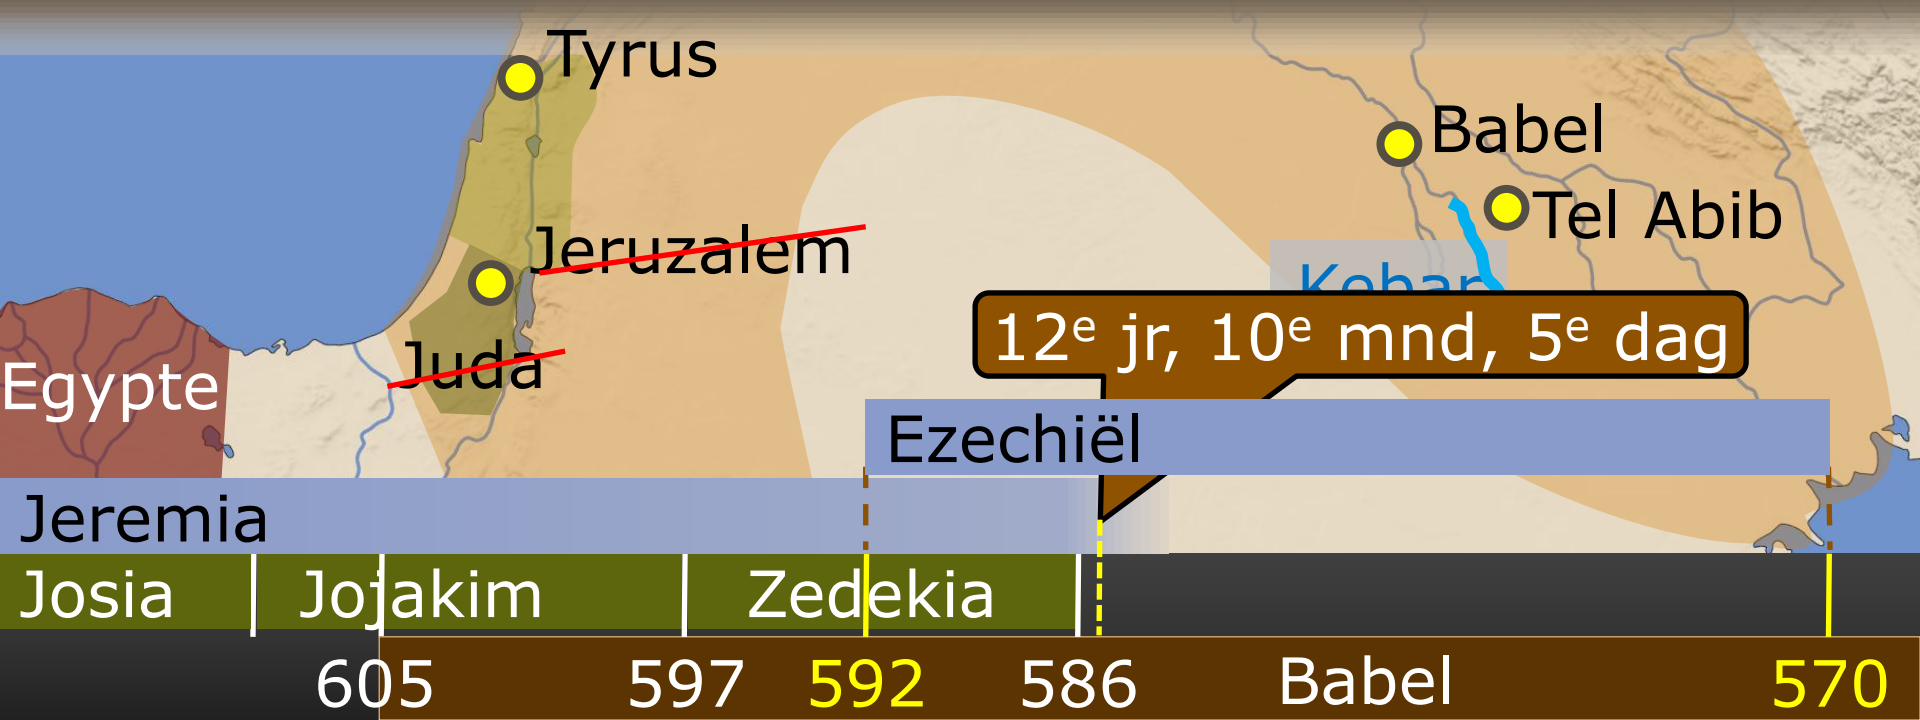 Tyrus
Babel
Tel Abib
Jeruzalem
Kebar
12e jr, 10e mnd, 5e dag
Juda
Egypte
Ezechiël
Jeremia
Josia Jojakim Zedekia
605 597 592 586 Babel 570